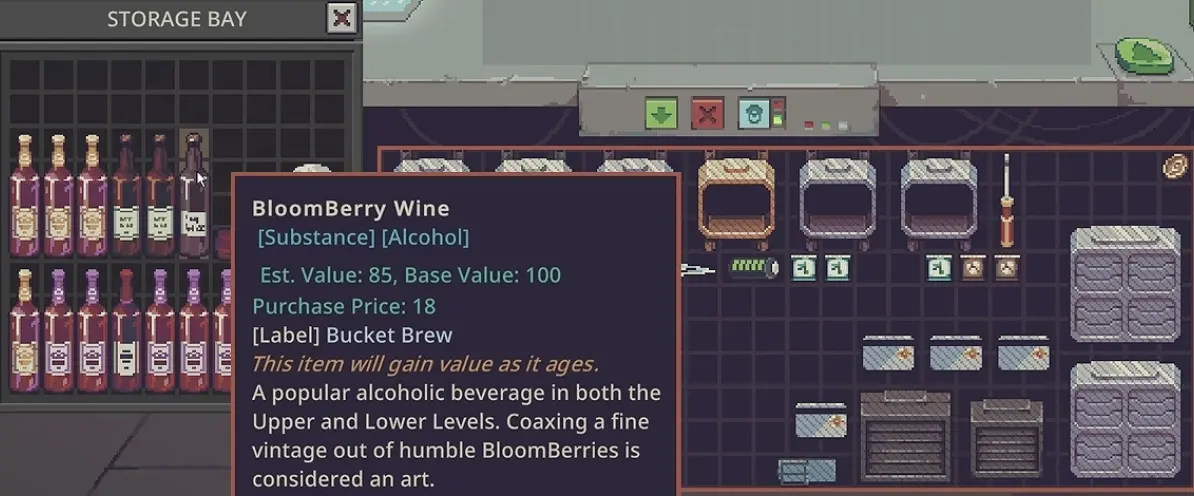 STORAGE BAY
BloomBerry Wine
[Substance] [Alcohol]
Est. Value: 85, Base Value: 100
Purchase Price: 18
[Label] Bucket Brew
This item will gain value as it ages.
A popular alcoholic beverage in both the
Upper and Lower Levels. Coaxing a fine
vintage out of humble BloomBerries is
considered an art.